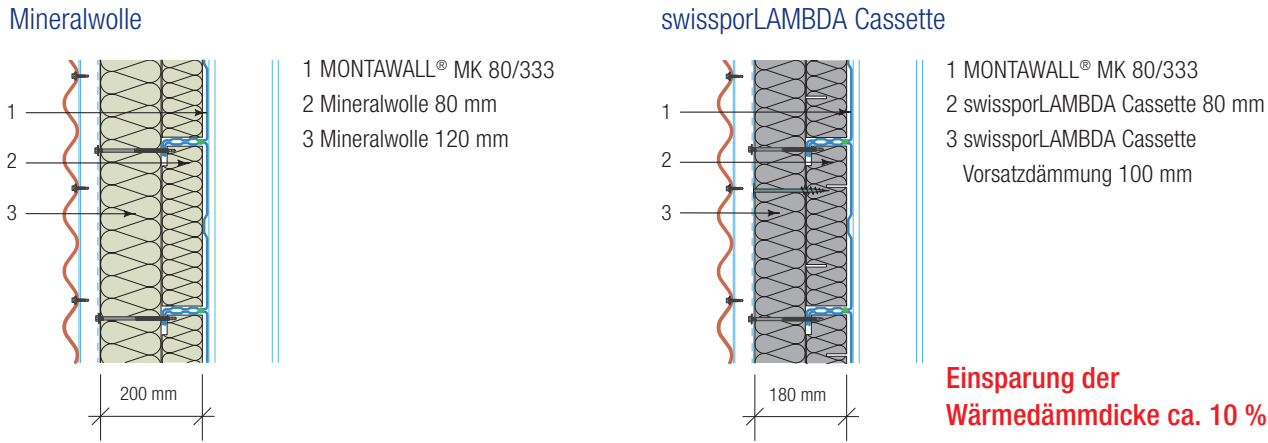 Mineralwolle
1
2
3
1 MONTAWALL® MK 80/333
2 Mineralwolle 80 mm
3 Mineralwolle 120 mm
200 mm
swissporLAMBDA Cassette
1
2
3
1 MONTAWALL® MK 80/333
2 swissporLAMBDA Cassette 80 mm
3 swissporLAMBDA Cassette
Vorsatzdämmung 100 mm
180 mm
Einsparung der
Wärmedämmdicke ca. 10 %